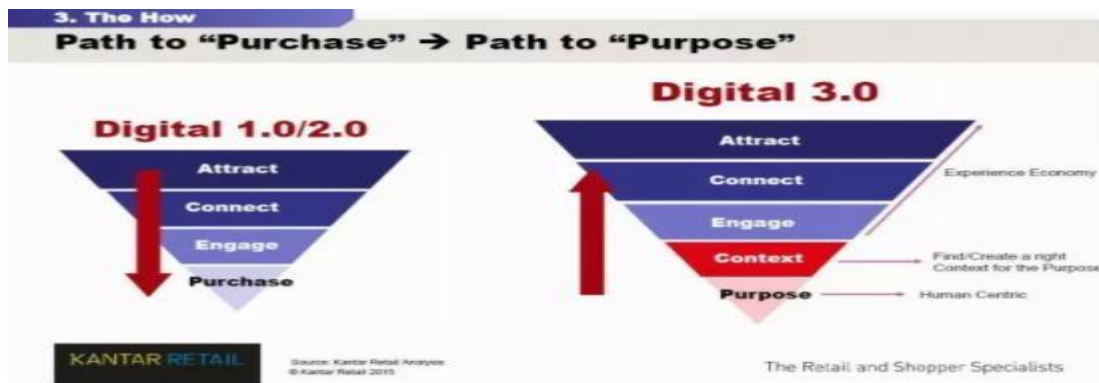 3. The How
Path to “Purchase” → Path to “Purpose”
Digital 1.0/2.0
Attract
Connect
Engage
Purchase
Digital 3.0
Attract
Connect
Engage
Context
Purpose
Experience Economy
Find/Create a right
Context for the Purpose
Human Centric
KANTAR RETAIL
Source: Kantar Retail Analysis
© Kantar Retail 2015
The Retail and Shopper Specialists